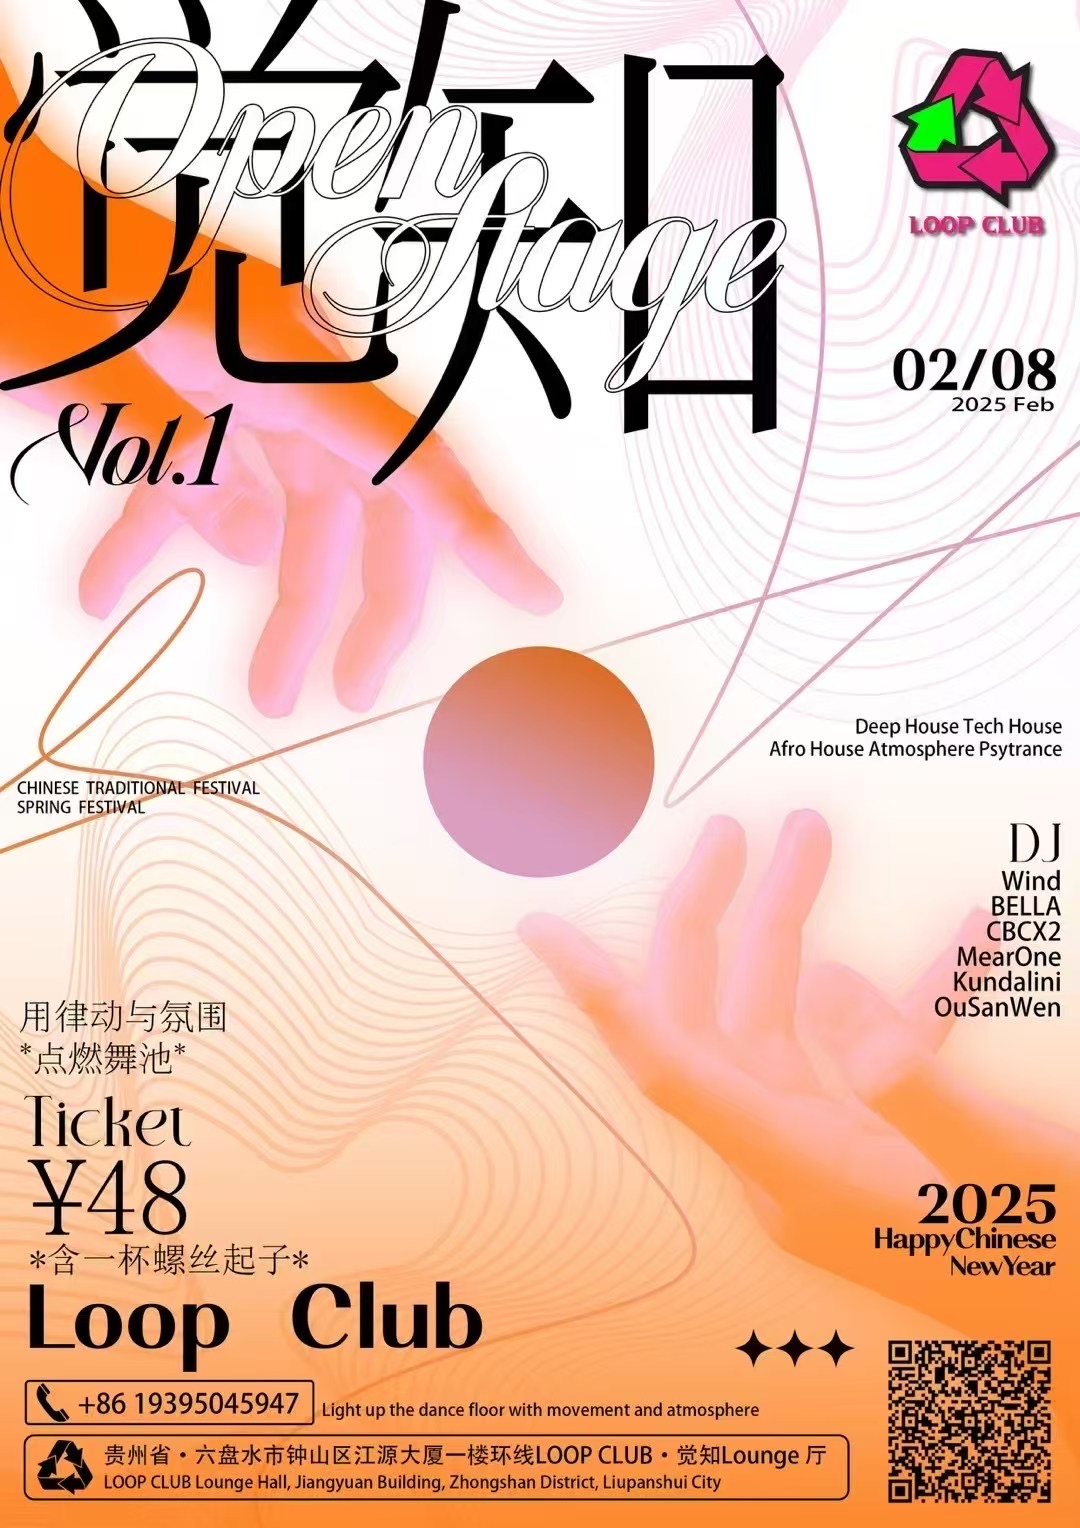 觉知
Open
Stage
Vol.1
LOOP CLUB
02/08
2025 Feb
Deep House Tech House
Afro House Atmosphere Psytrance
CHINESE TRADITIONAL FESTIVAL
SPRING FESTIVAL
DJ
Wind
BELLA
CBCX2
MearOne
Kundalini
OuSanWen
用律动与氛围
*点燃舞池*
Ticket
¥48
*含一杯螺丝起子*
Loop Club
2025
HappyChinese
NewYear
+86 19395045947
Light up the dance floor with movement and atmosphere
贵州省·六盘水市钟山区江源大厦一楼环线LOOP CLUB·觉知Lounge 厅
LOOP CLUB Lounge Hall, Jiangyuan Building, Zhongshan District, Liupanshui City